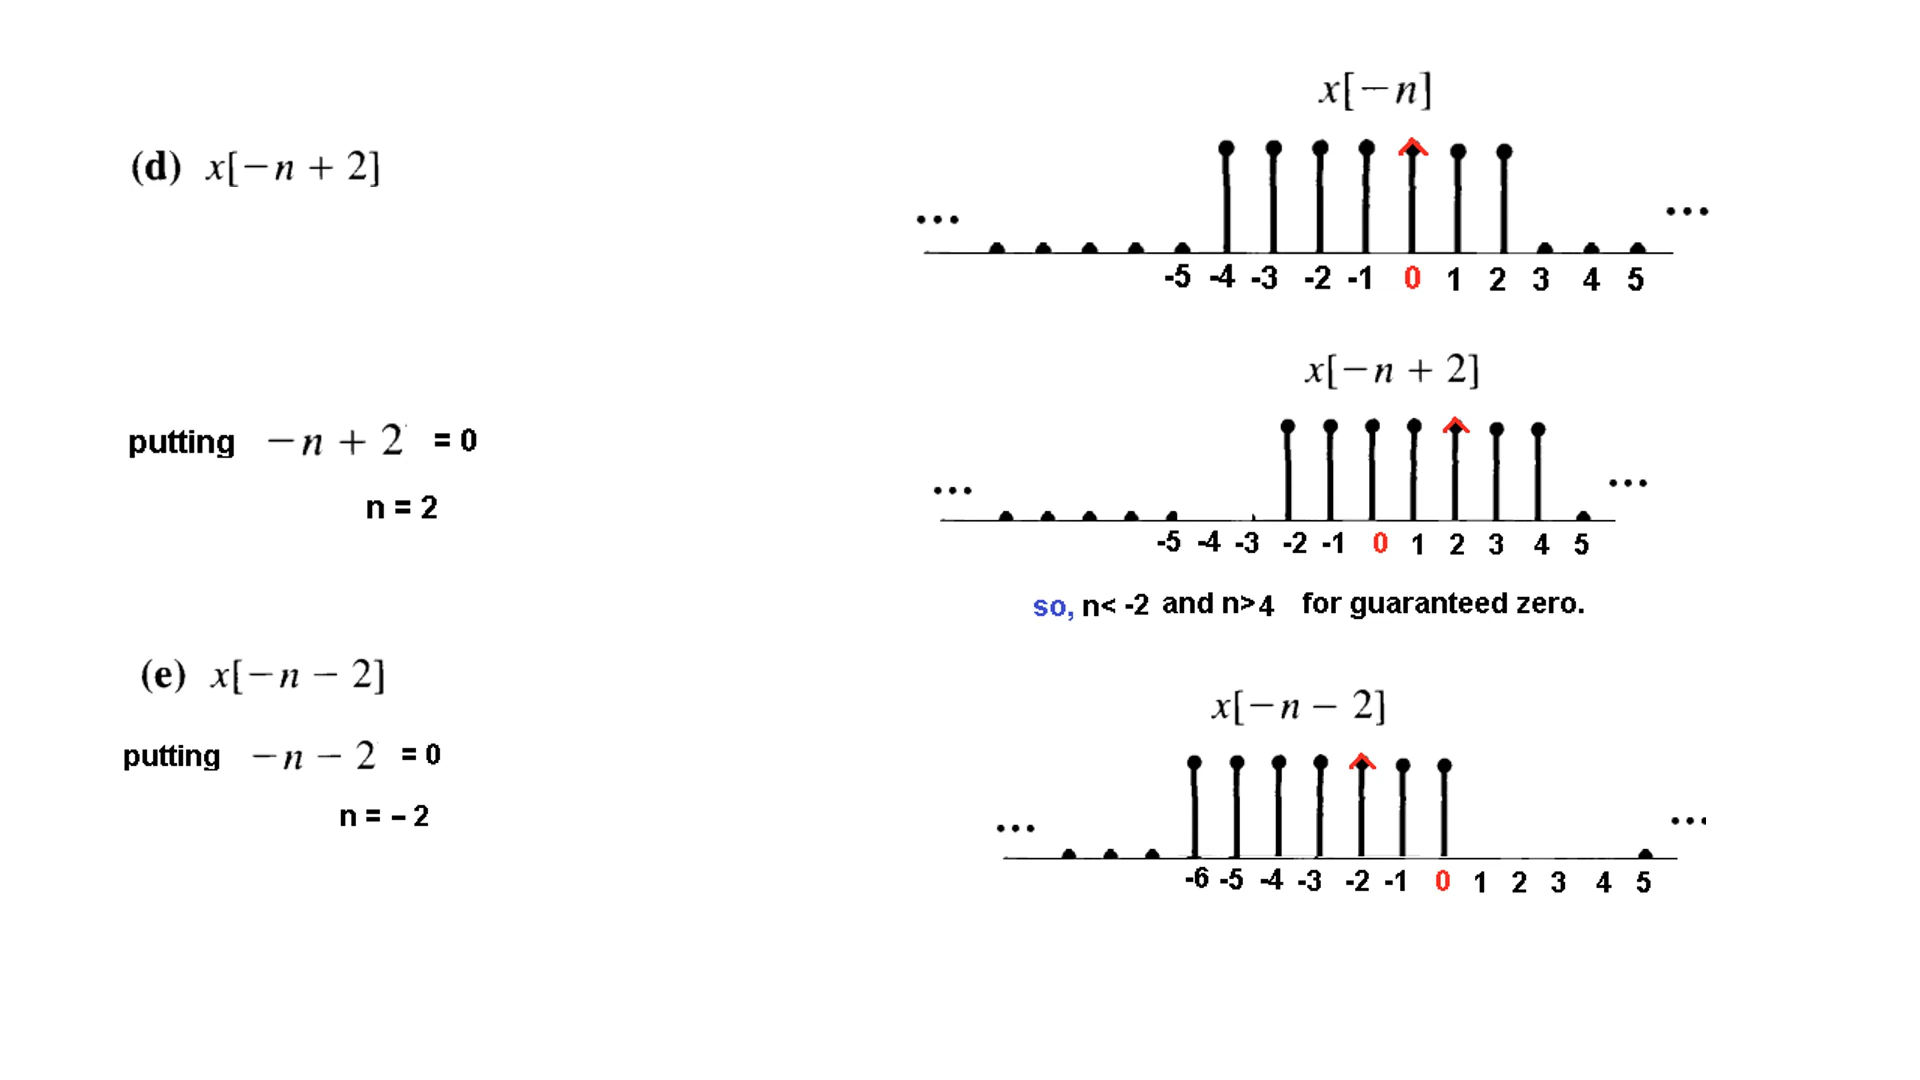 (d) x[−n + 2]
x[−n]
... ...
-5 -4 -3 -2 -1 0 1 2 3 4 5
putting −n + 2 = 0
n = 2
x[−n + 2]
... ...
-5 -4 -3 -2 -1 0 1 2 3 4 5
so, n< -2 and n>4 for guaranteed zero.
(e) x[−n − 2]
putting −n − 2 = 0
n = – 2
x[−n − 2]
... ...
-6 -5 -4 -3 -2 -1 0 1 2 3 4 5